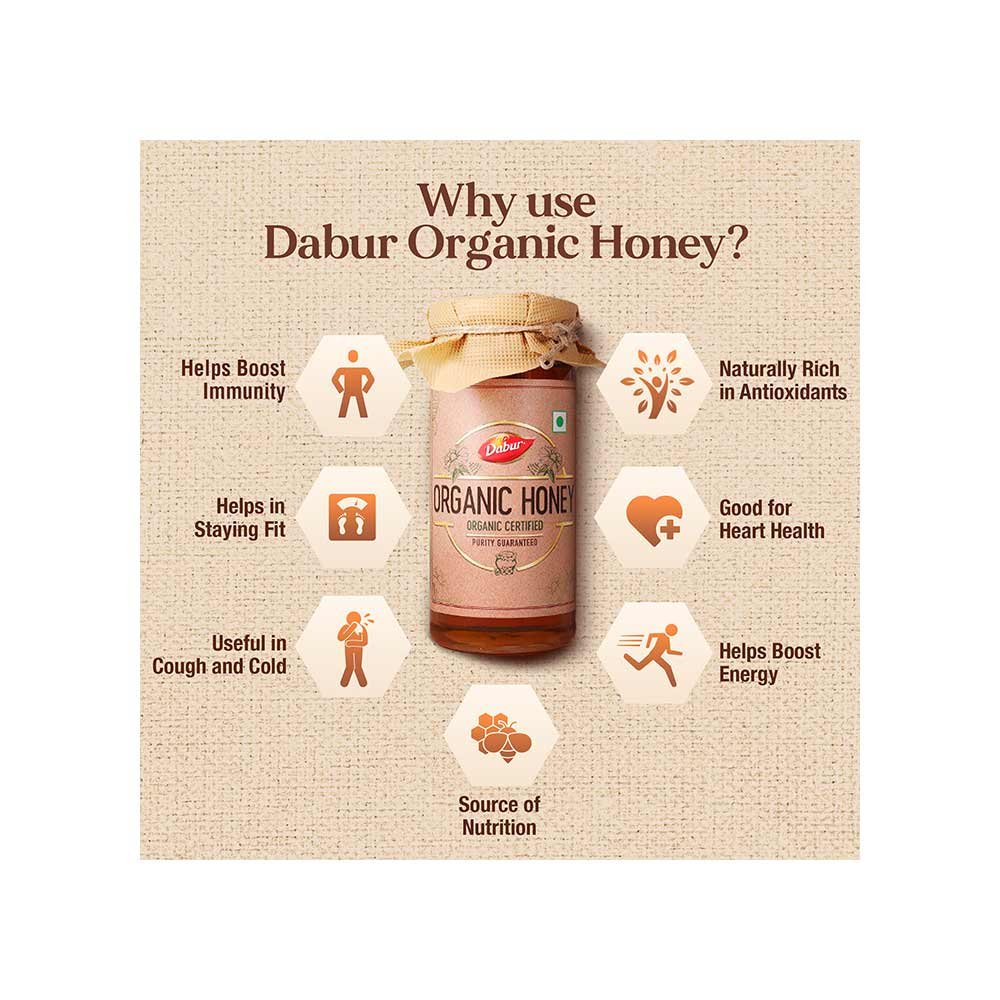 Why use
Dabur Organic Honey?
Helps Boost
Immunity
Naturally Rich
in Antioxidants
Dabur
ORGANIC HONEY
ORGANIC CERTIFIED
PURITY GUARANTEED
Helps in
Staying Fit
Good for
Heart Health
Useful in
Cough and Cold
Helps Boost
Energy
Source of
Nutrition